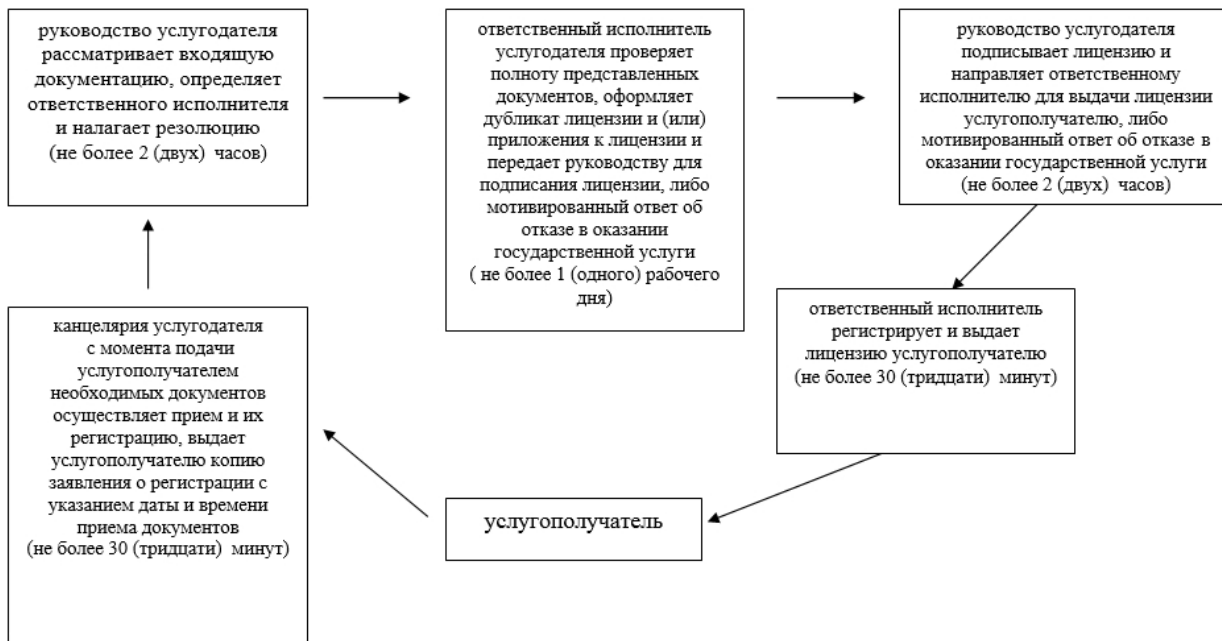 руководство услугодателя
рассматривает входящую
документацию, определяет
ответственного исполнителя
и налагает резолюцию
(не более 2 (двух) часов)
ответственный исполнитель
услугодателя проверяет
полноту представленных
документов, оформляет
дубликат лицензии и (или)
приложения к лицензии и
передает руководству для
подписания лицензии, либо
мотивированный ответ об
отказе в оказании
государственной услуги
( не более 1 (одного) рабочего
дня)
руководство услугодателя
подписывает лицензию и
направляет ответственному
исполнителю для выдачи лицензии
услугополучателю, либо
мотивированный ответ об отказе в
оказании государственной услуги
(не более 2 (двух) часов)
ответственный исполнитель
регистрирует и выдает
лицензию услугополучателю
(не более 30 (тридцати) минут)
канцелярия услугодателя
с момента подачи
услугополучателем
необходимых документов
осуществляет прием и их
регистрацию, выдает
услугополучателю копию
заявления о регистрации с
указанием даты и времени
приема документов
(не более 30 (тридцати) минут)
услугополучатель